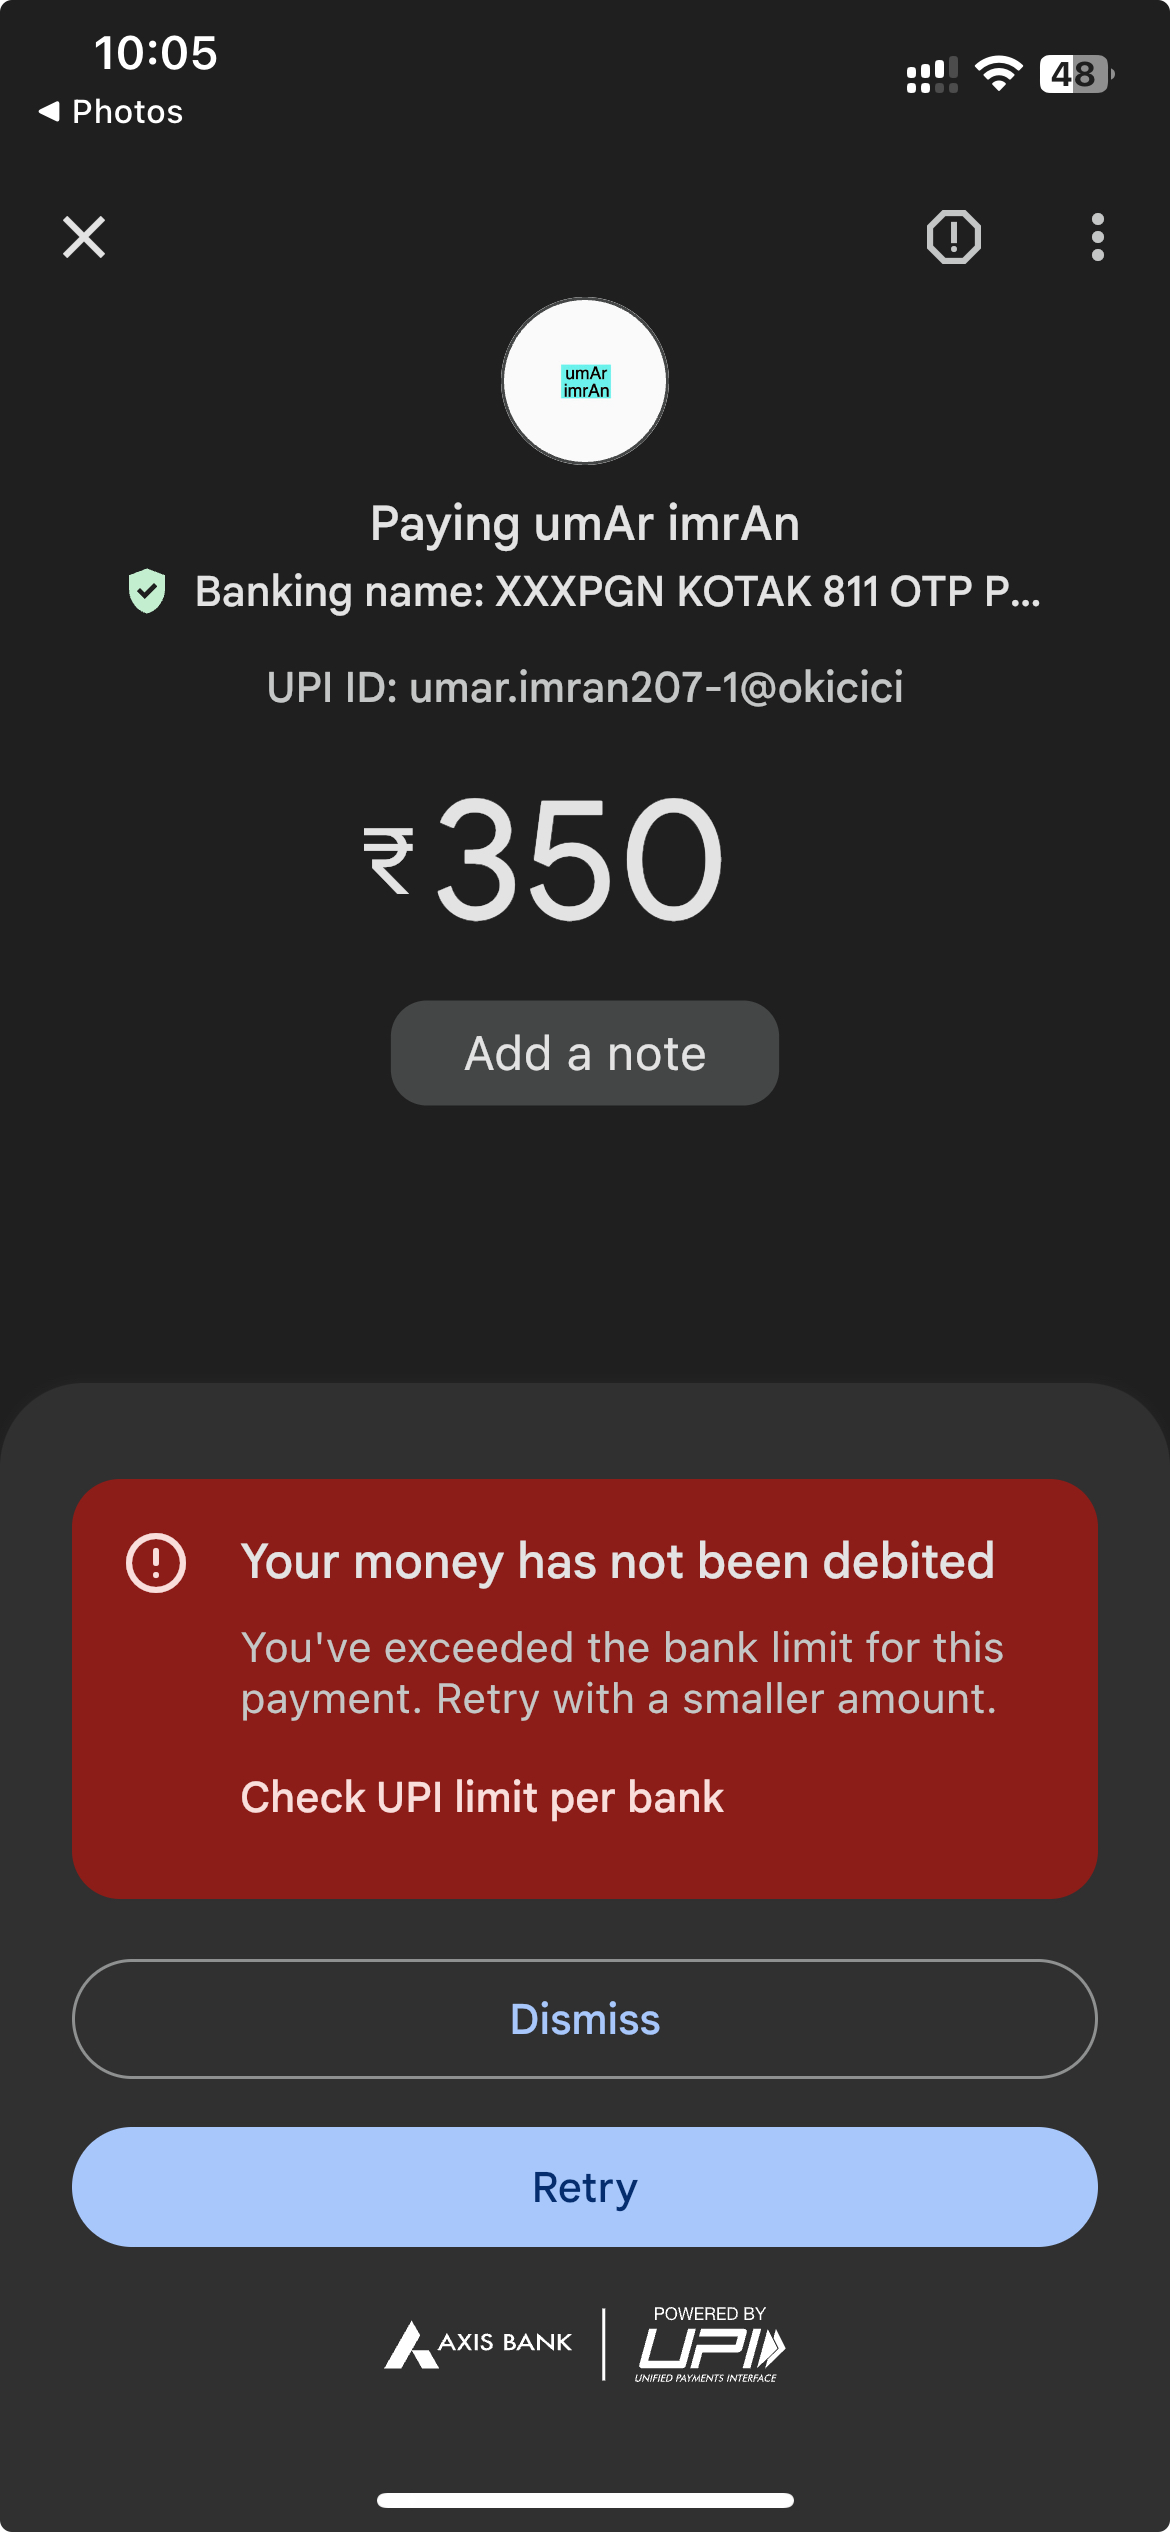 10:05
48
Photos
umAr
imrAn
Paying umAr imrAn
Banking name: XXXPGN KOTAK 811 OTP P...
UPI ID: umar.imran207-1@okicici
₹350
Add a note
Your money has not been debited
You've exceeded the bank limit for this
payment. Retry with a smaller amount.
Check UPI limit per bank
Dismiss
Retry
AXIS BANK
POWERED BY
UPI
UNIFIED PAYMENTS INTERFACE